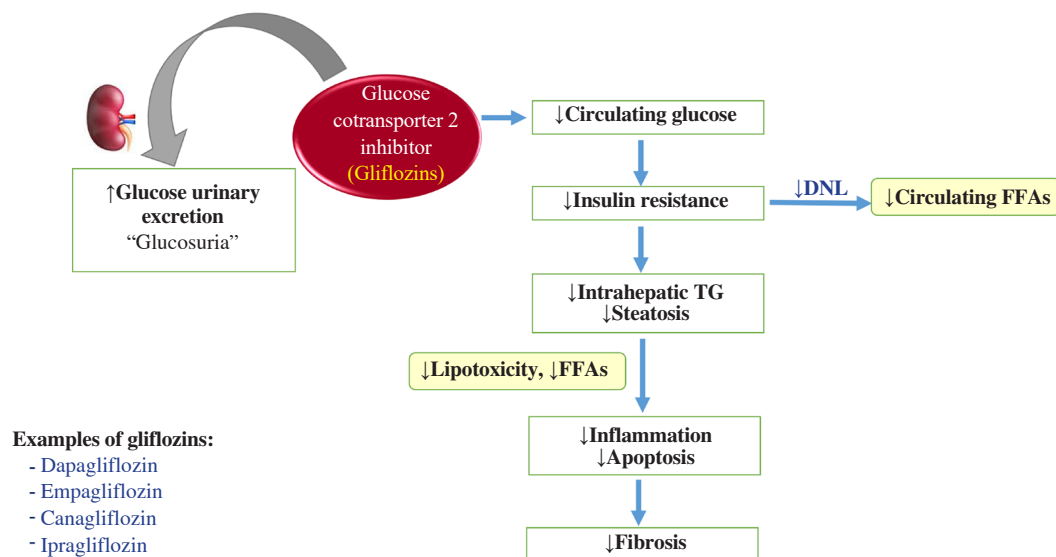 Glucose
cotransporter 2
inhibitor
(Gliflozins)
↑Glucose urinary
excretion
“Glucosuria”
↓Circulating glucose
↓Insulin resistance
↓DNL
↓Circulating FFAs
↓Intrahepatic TG
↓Steatosis
↓Lipotoxicity, ↓FFAs
↓Inflammation
↓Apoptosis
↓Fibrosis
Examples of gliflozins:
- Dapagliflozin
- Empagliflozin
- Canagliflozin
- Ipragliflozin